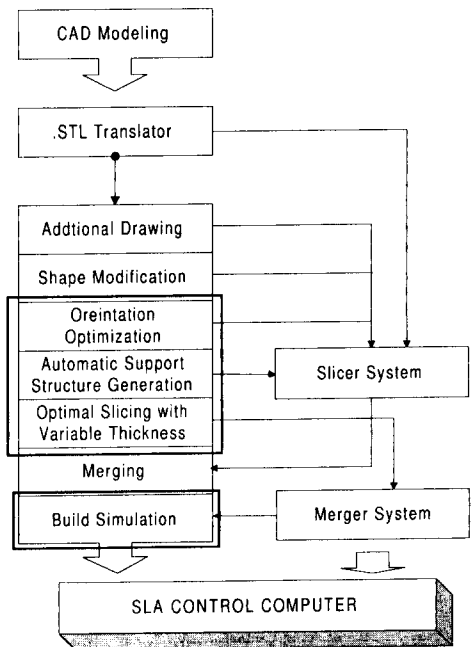 CAD Modeling
.STL Translator
Addtional Drawing
Shape Modification
Oreintation
Optimization
Automatic Support
Structure Generation
Optimal Slicing with
Variable Thickness
Merging
Build Simulation
Slicer System
Merger System
SLA CONTROL COMPUTER